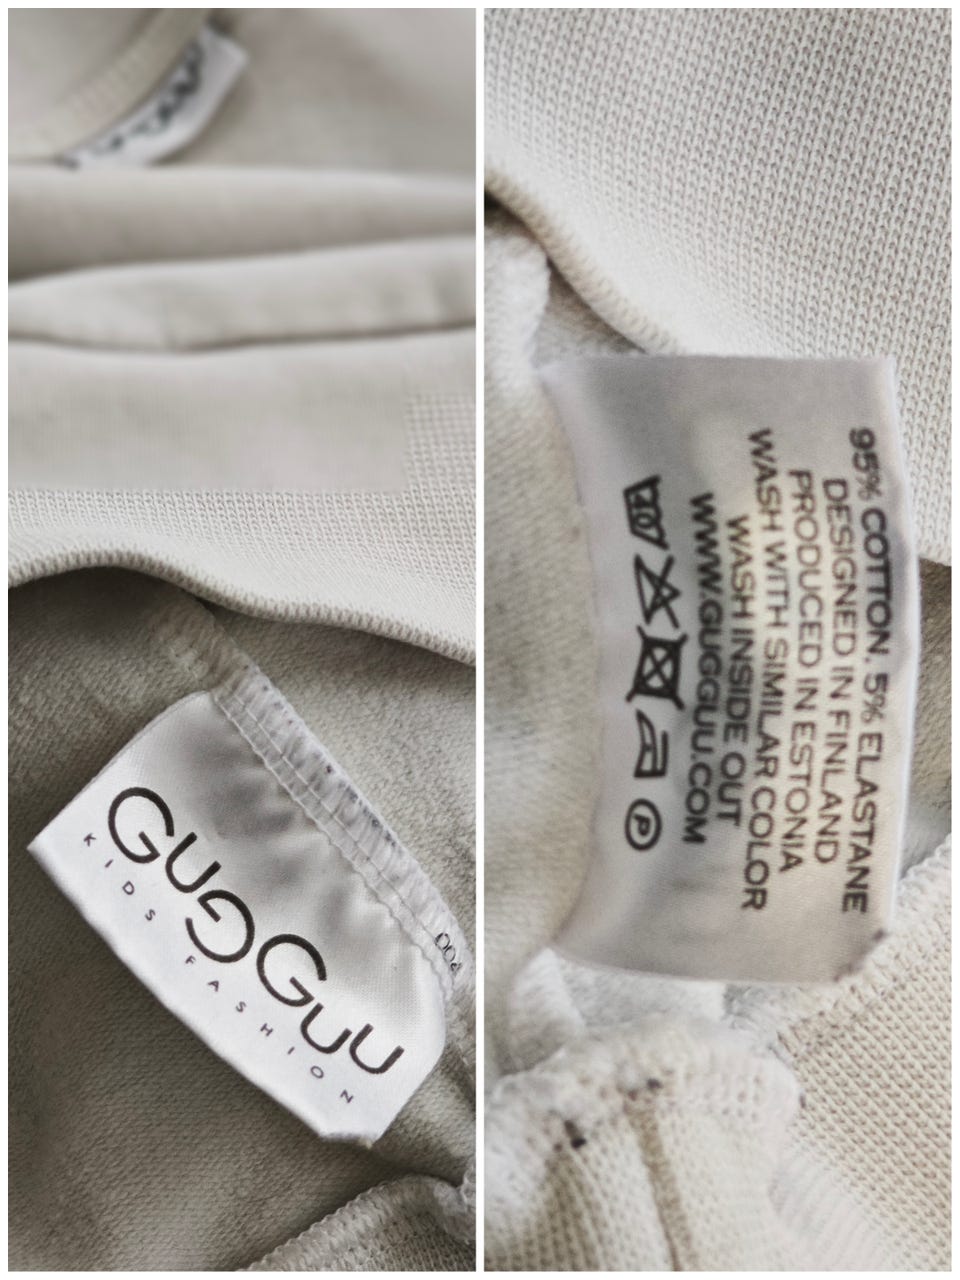 GUGGUU
KIDS FASHION
95% COTTON, 5% ELASTANE
DESIGNED IN FINLAND
PRODUCED IN ESTONIA
WASH WITH SIMILAR COLOR
WASH INSIDE OUT
WWW.GUGGUU.COM
P